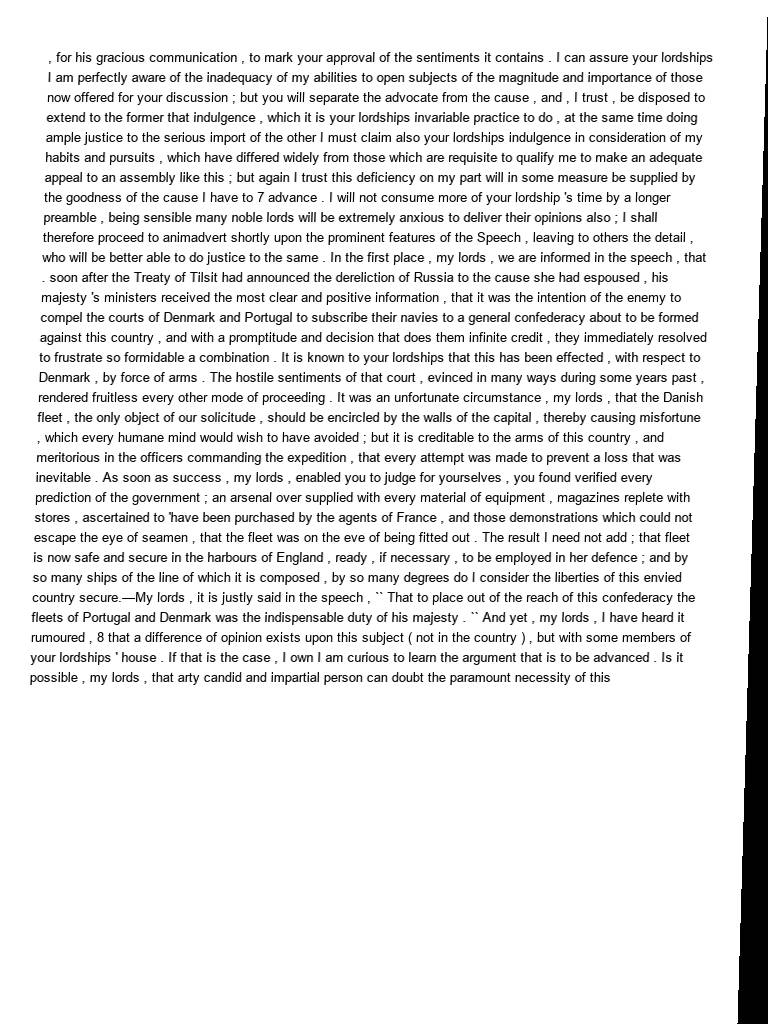 , for his gracious communication , to mark your approval of the sentiments it contains . I can assure your lordships
I am perfectly aware of the inadequacy of my abilities to open subjects of the magnitude and importance of those
now offered for your discussion ; but you will separate the advocate from the cause , and , I trust , be disposed to
extend to the former that indulgence , which it is your lordships invariable practice to do , at the same time doing
ample justice to the serious import of the other I must claim also your lordships indulgence in consideration of my
habits and pursuits , which have differed widely from those which are requisite to qualify me to make an adequate
appeal to an assembly like this ; but again I trust this deficiency on my part will in some measure be supplied by
the goodness of the cause I have to 7 advance . I will not consume more of your lordship 's time by a longer
preamble , being sensible many noble lords will be extremely anxious to deliver their opinions also ; I shall
therefore proceed to animadvert shortly upon the prominent features of the Speech , leaving to others the detail ,
who will be better able to do justice to the same . In the first place , my lords , we are informed in the speech , that
. soon after the Treaty of Tilsit had announced the dereliction of Russia to the cause she had espoused , his
majesty 's ministers received the most clear and positive information , that it was the intention of the enemy to
compel the courts of Denmark and Portugal to subscribe their navies to a general confederacy about to be formed
against this country , and with a promptitude and decision that does them infinite credit , they immediately resolved
to frustrate so formidable a combination . It is known to your lordships that this has been effected , with respect to
Denmark , by force of arms . The hostile sentiments of that court , evinced in many ways during some years past ,
rendered fruitless every other mode of proceeding . It was an unfortunate circumstance , my lords , that the Danish
fleet , the only object of our solicitude , should be encircled by the walls of the capital , thereby causing misfortune
, which every humane mind would wish to have avoided ; but it is creditable to the arms of this country , and
meritorious in the officers commanding the expedition , that every attempt was made to prevent a loss that was
inevitable . As soon as success , my lords , enabled you to judge for yourselves , you found verified every
prediction of the government ; an arsenal over supplied with every material of equipment , magazines replete with
stores , ascertained to 'have been purchased by the agents of France , and those demonstrations which could not
escape the eye of seamen , that the fleet was on the eve of being fitted out . The result I need not add ; that fleet
is now safe and secure in the harbours of England , ready , if necessary , to be employed in her defence ; and by
so many ships of the line of which it is composed , by so many degrees do I consider the liberties of this envied
country secure.—My lords , it is justly said in the speech , `` That to place out of the reach of this confederacy the
fleets of Portugal and Denmark was the indispensable duty of his majesty . `` And yet , my lords , I have heard it
rumoured , 8 that a difference of opinion exists upon this subject ( not in the country ) , but with some members of
your lordships ' house . If that is the case , I own I am curious to learn the argument that is to be advanced . Is it
possible , my lords , that arty candid and impartial person can doubt the paramount necessity of this